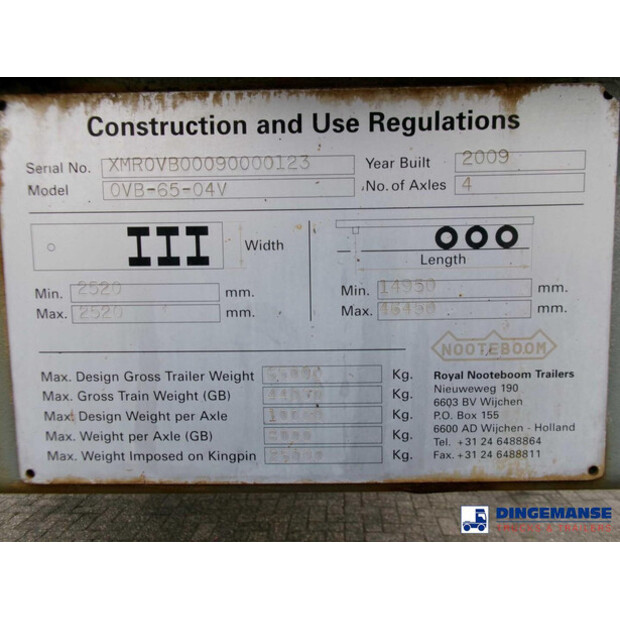 Construction and Use Regulations
Serial No. XMROVB00090000123 Year Built 2009
Model OVB-65-04V No. of Axles 4
Width
Length
Min. 2520 mm. Min. 14950 mm.
Max. 2520 mm. Max. mm.
NOOTEBOOM
Max. Design Gross Trailer Weight Kg.
Max. Gross Train Weight (GB) Kg.
Max. Design Weight per Axle Kg.
Max. Weight per Axle (GB) Kg.
Max. Weight Imposed on Kingpin Kg.
Royal Nooteboom Trailers
Nieuweweg 190
6603 BV Wijchen
P.O. Box 155
6600 AD Wijchen - Holland
Tel. +31 24 6488864
Fax. +31 24 6488811
DINGEMANSE
TRUCKS & TRAILERS